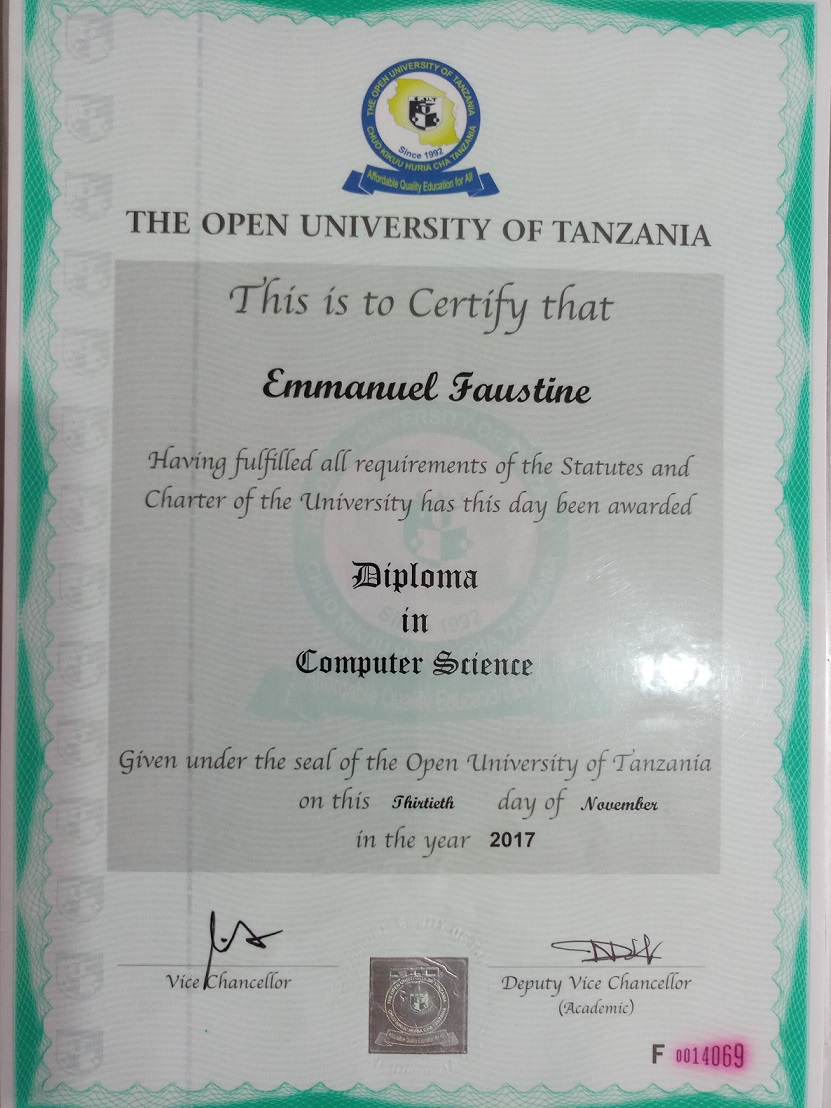 THE OPEN UNIVERSITY OF TANZANIA
CHUO KIKUU HURIA CHA TANZANIA
O.U.T
Since 1992
Affordable Quality Education for All
THE OPEN UNIVERSITY OF TANZANIA
This is to Certify that
Emmanuel Faustine
Having fulfilled all requirements of the Statutes and
Charter of the University has this day been awarded
Diploma
in
Computer Science
Given under the seal of the Open University of Tanzania
on this Thirtieth day of November
in the year 2017
Vice Chancellor
Deputy Vice Chancellor
(Academic)
F 0014069